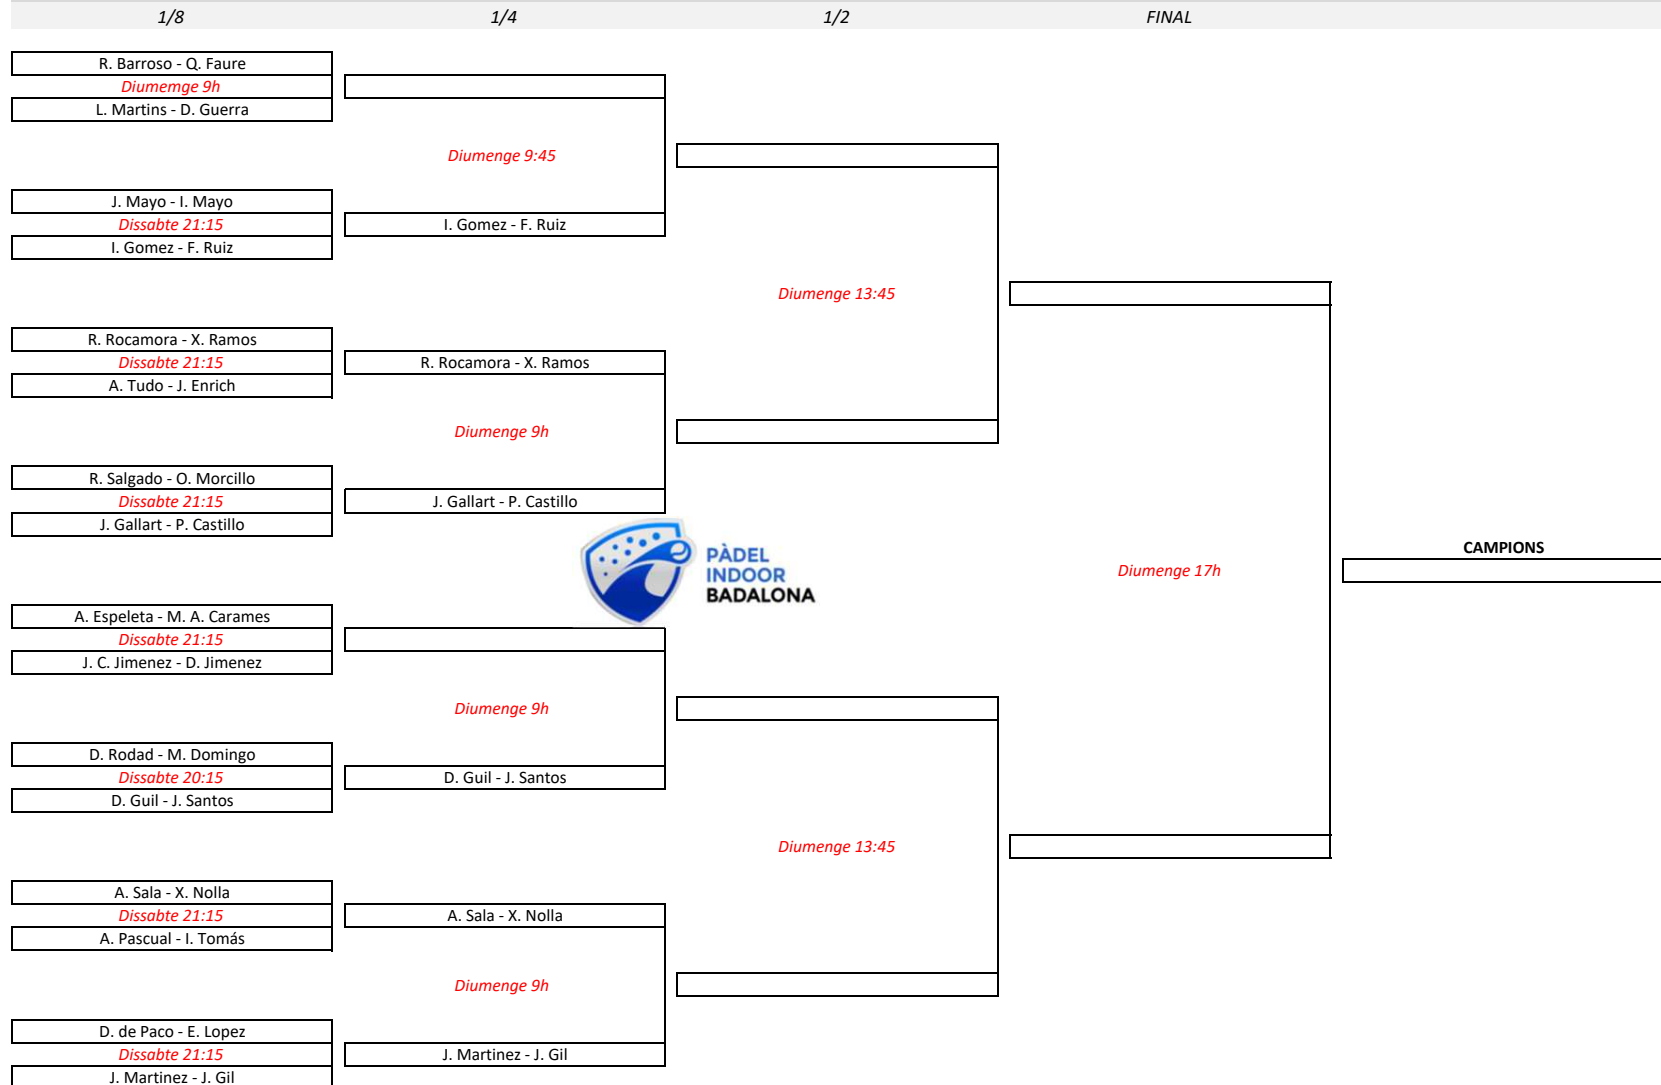 1/8 1/4 1/2 FINAL
R. Barroso - Q. Faure
Diumemge 9h
L. Martins - D. Guerra
Diumenge 9:45
J. Mayo - I. Mayo
Dissabte 21:15 I. Gomez - F. Ruiz
I. Gomez - F. Ruiz
Diumenge 13:45
R. Rocamora - X. Ramos
Dissabte 21:15 R. Rocamora - X. Ramos
A. Tudo - J. Enrich
Diumenge 9h
R. Salgado - O. Morcillo
Dissabte 21:15 J. Gallart - P. Castillo
J. Gallart - P. Castillo
PÀDEL
INDOOR
BADALONA
CAMPIONS
Diumenge 17h
A. Espeleta - M. A. Carames
Dissabte 21:15
J. C. Jimenez - D. Jimenez
Diumenge 9h
D. Rodad - M. Domingo
Dissabte 20:15 D. Guil - J. Santos
D. Guil - J. Santos
Diumenge 13:45
A. Sala - X. Nolla
Dissabte 21:15 A. Sala - X. Nolla
A. Pascual - I. Tomás
Diumenge 9h
D. de Paco - E. Lopez
Dissabte 21:15 J. Martinez - J. Gil
J. Martinez - J. Gil